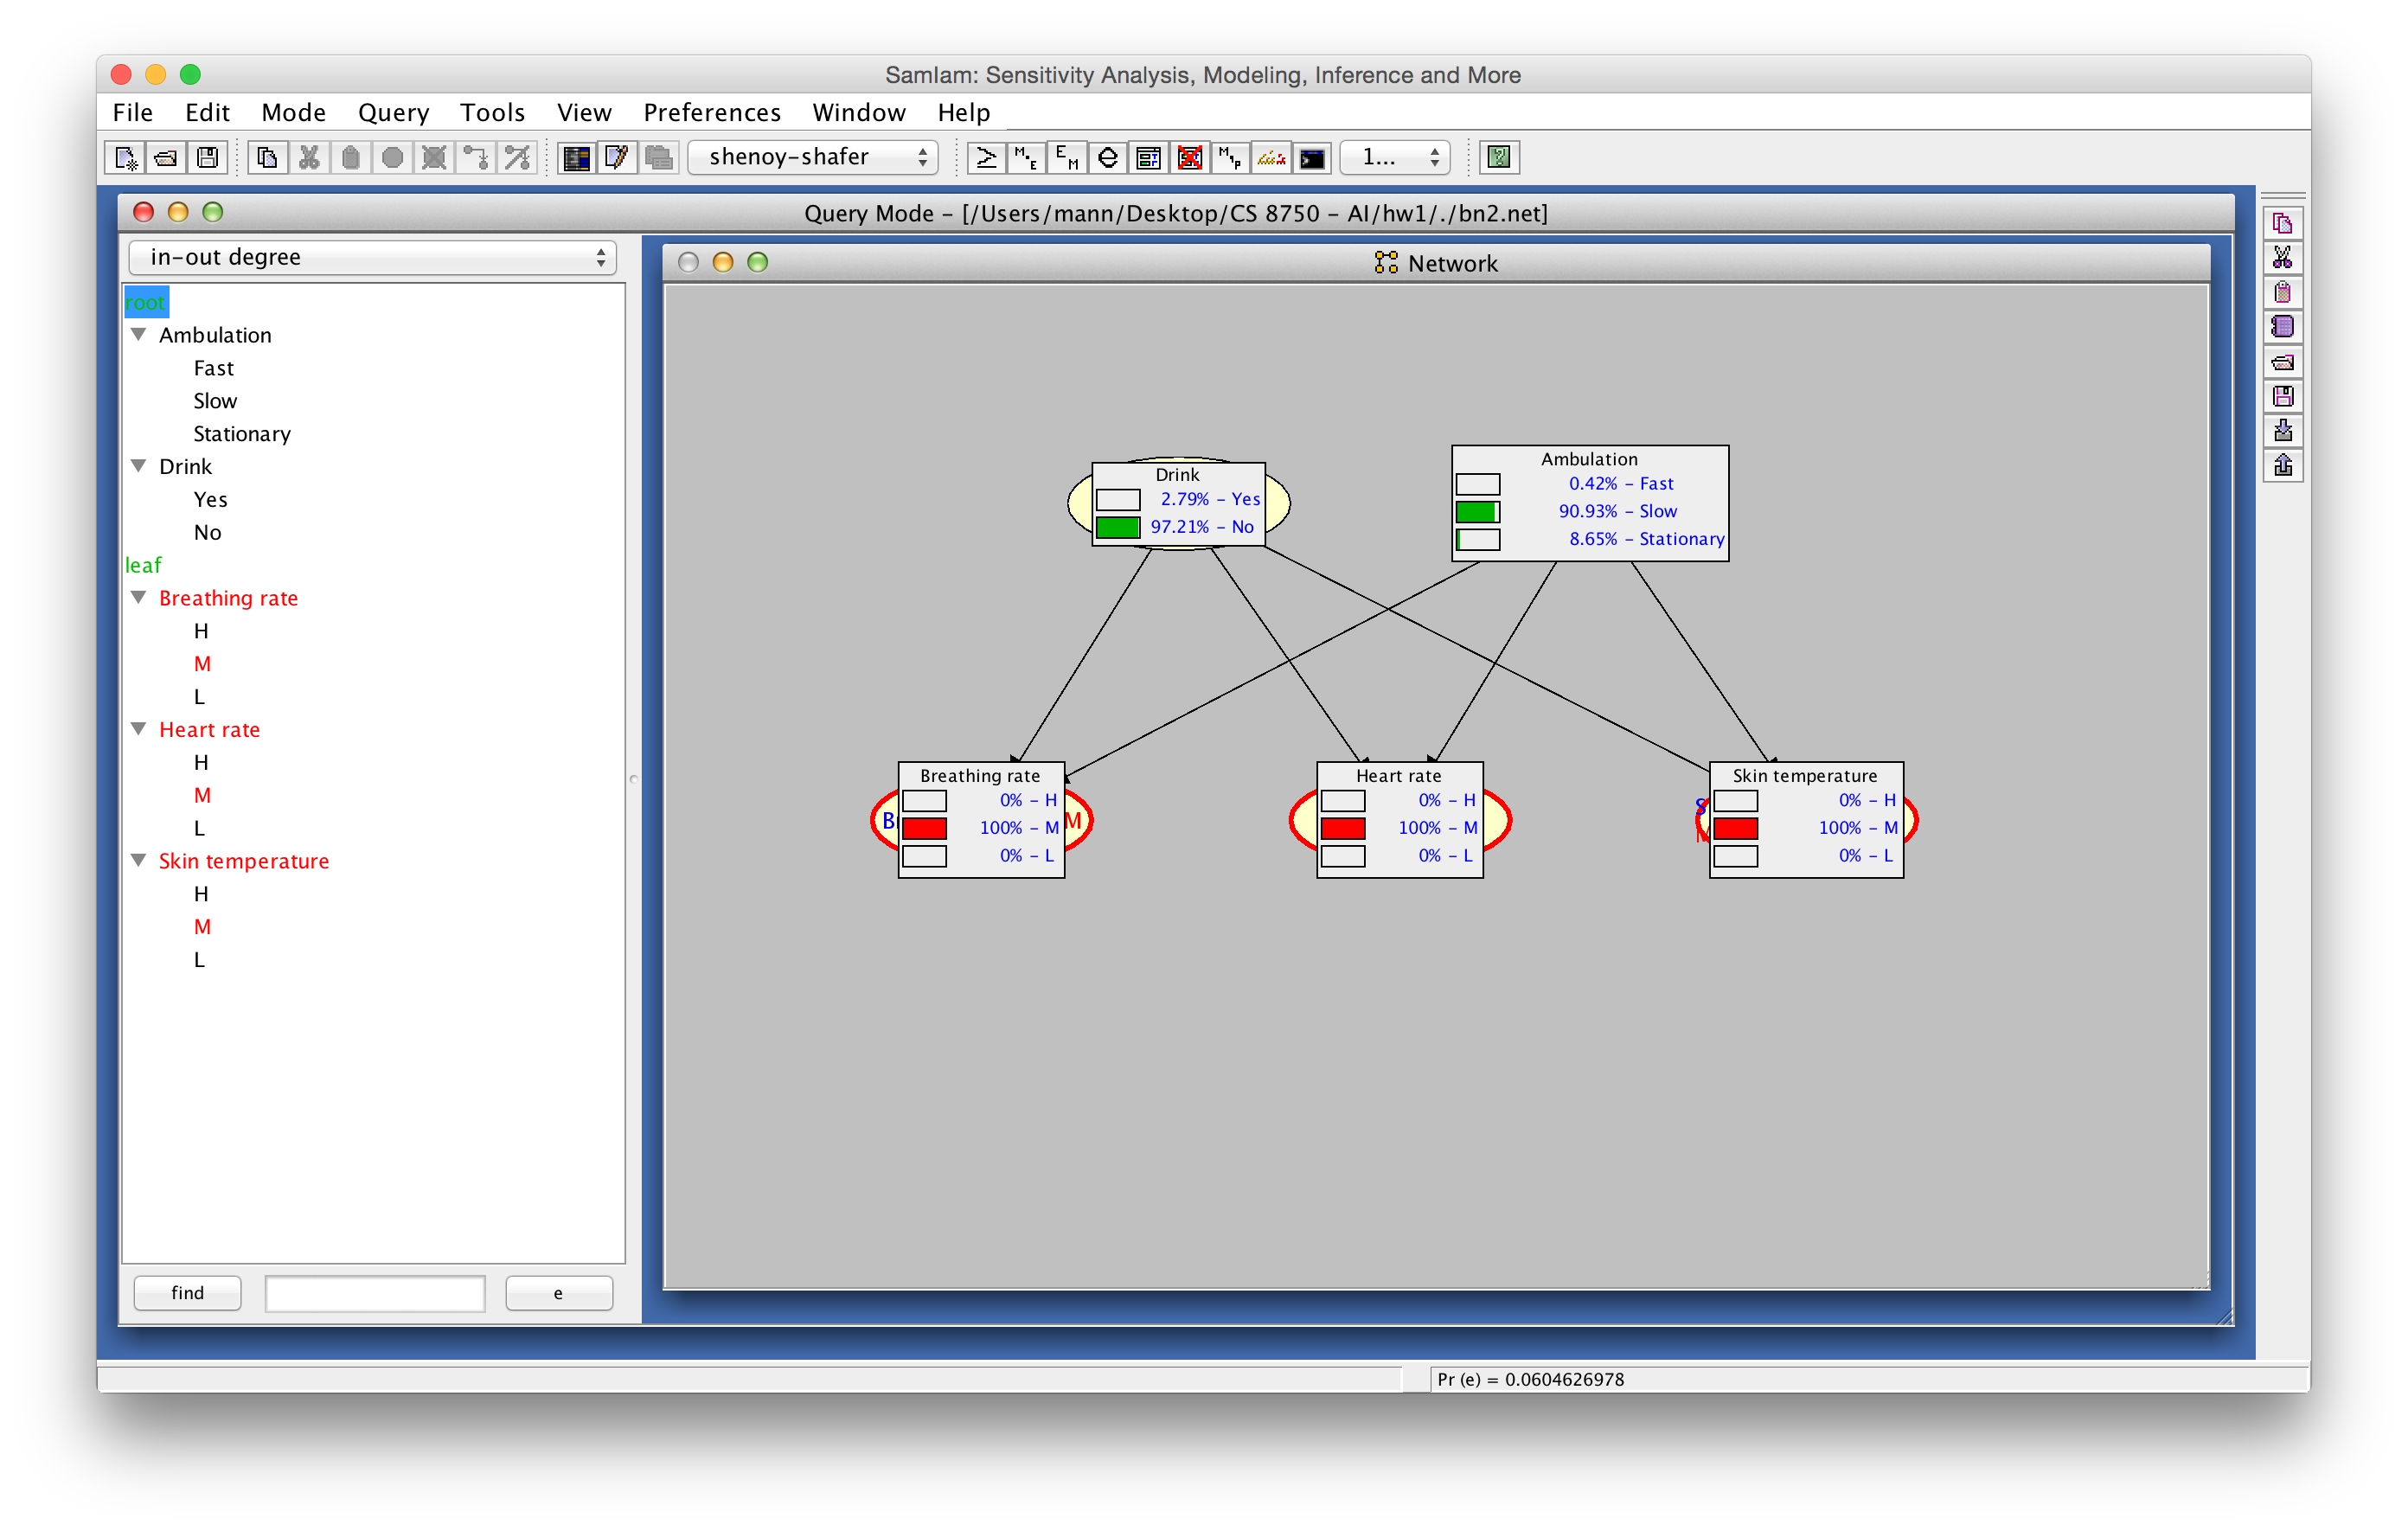 SamIam: Sensitivity Analysis, Modeling, Inference and More
File Edit Mode Query Tools View Preferences Window Help
shenoy-shafer
1...
Query Mode – [/Users/mann/Desktop/CS 8750 – AI/hw1/./bn2.net]
in-out degree
Network
root
Ambulation
Fast
Slow
Stationary
Drink
Yes
No
leaf
Breathing rate
H
M
L
Heart rate
H
M
L
Skin temperature
H
M
L
Drink
2.79% – Yes
97.21% – No
Ambulation
0.42% – Fast
90.93% – Slow
8.65% – Stationary
Breathing rate
0% – H
100% – M
0% – L
Heart rate
0% – H
100% – M
0% – L
Skin temperature
0% – H
100% – M
0% – L
find
e
Pr (e) = 0.0604626978